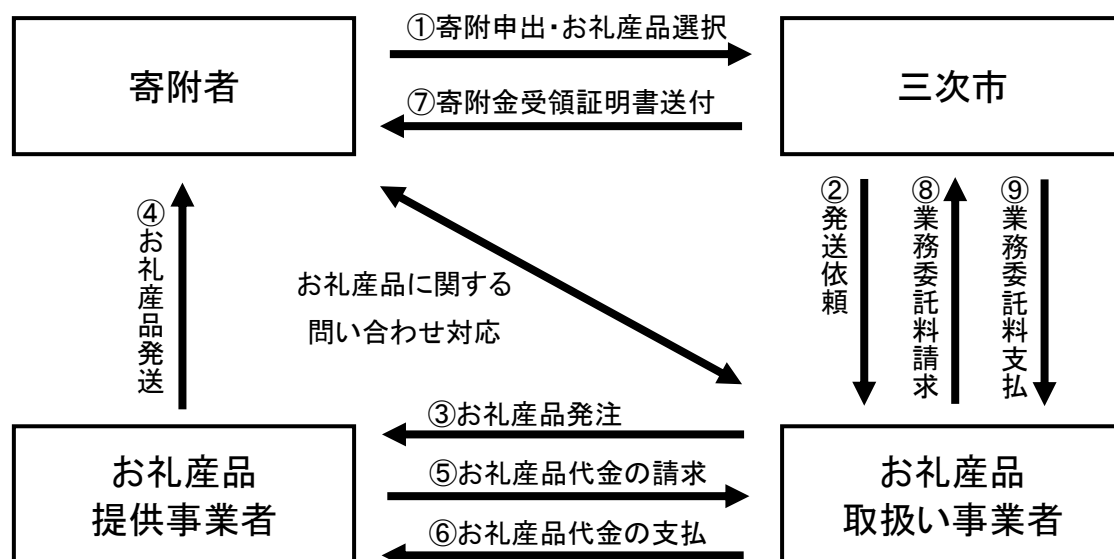 ①寄附申出・お礼産品選択
寄附者
三次市
⑦寄附金受領証明書送付
④お礼産品発送
お礼産品に関する
問い合わせ対応
②発送依頼
⑧業務委託料請求
⑨業務委託料支払
③お礼産品発注
⑤お礼産品代金の請求
⑥お礼産品代金の支払
お礼産品
提供事業者
お礼産品
取扱い事業者